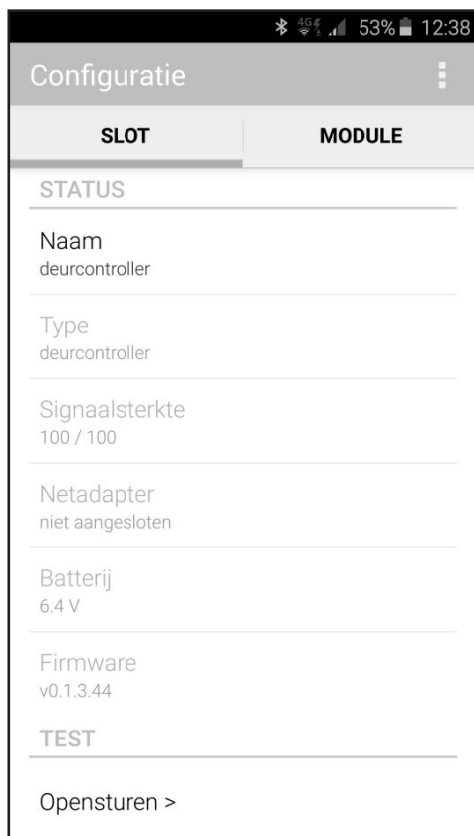 4G 53% 12:38
Configuratie
SLOT MODULE
STATUS
Naam
deurcontroller
Type
deurcontroller
Signaalsterkte
100 / 100
Netadapter
niet aangesloten
Batterij
6.4 V
Firmware
v0.1.3.44
TEST
Opensturen >